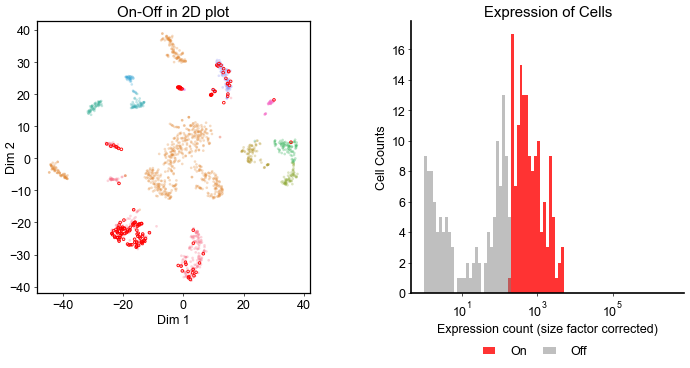 On-Off in 2D plot
40
30
20
10
0
−10
−20
−30
−40
Dim 2
−40 −20 0 20 40
Dim 1
Expression of Cells
16
14
12
10
8
6
4
2
0
Cell Counts
10¹ 10³ 10⁵
Expression count (size factor corrected)
On Off